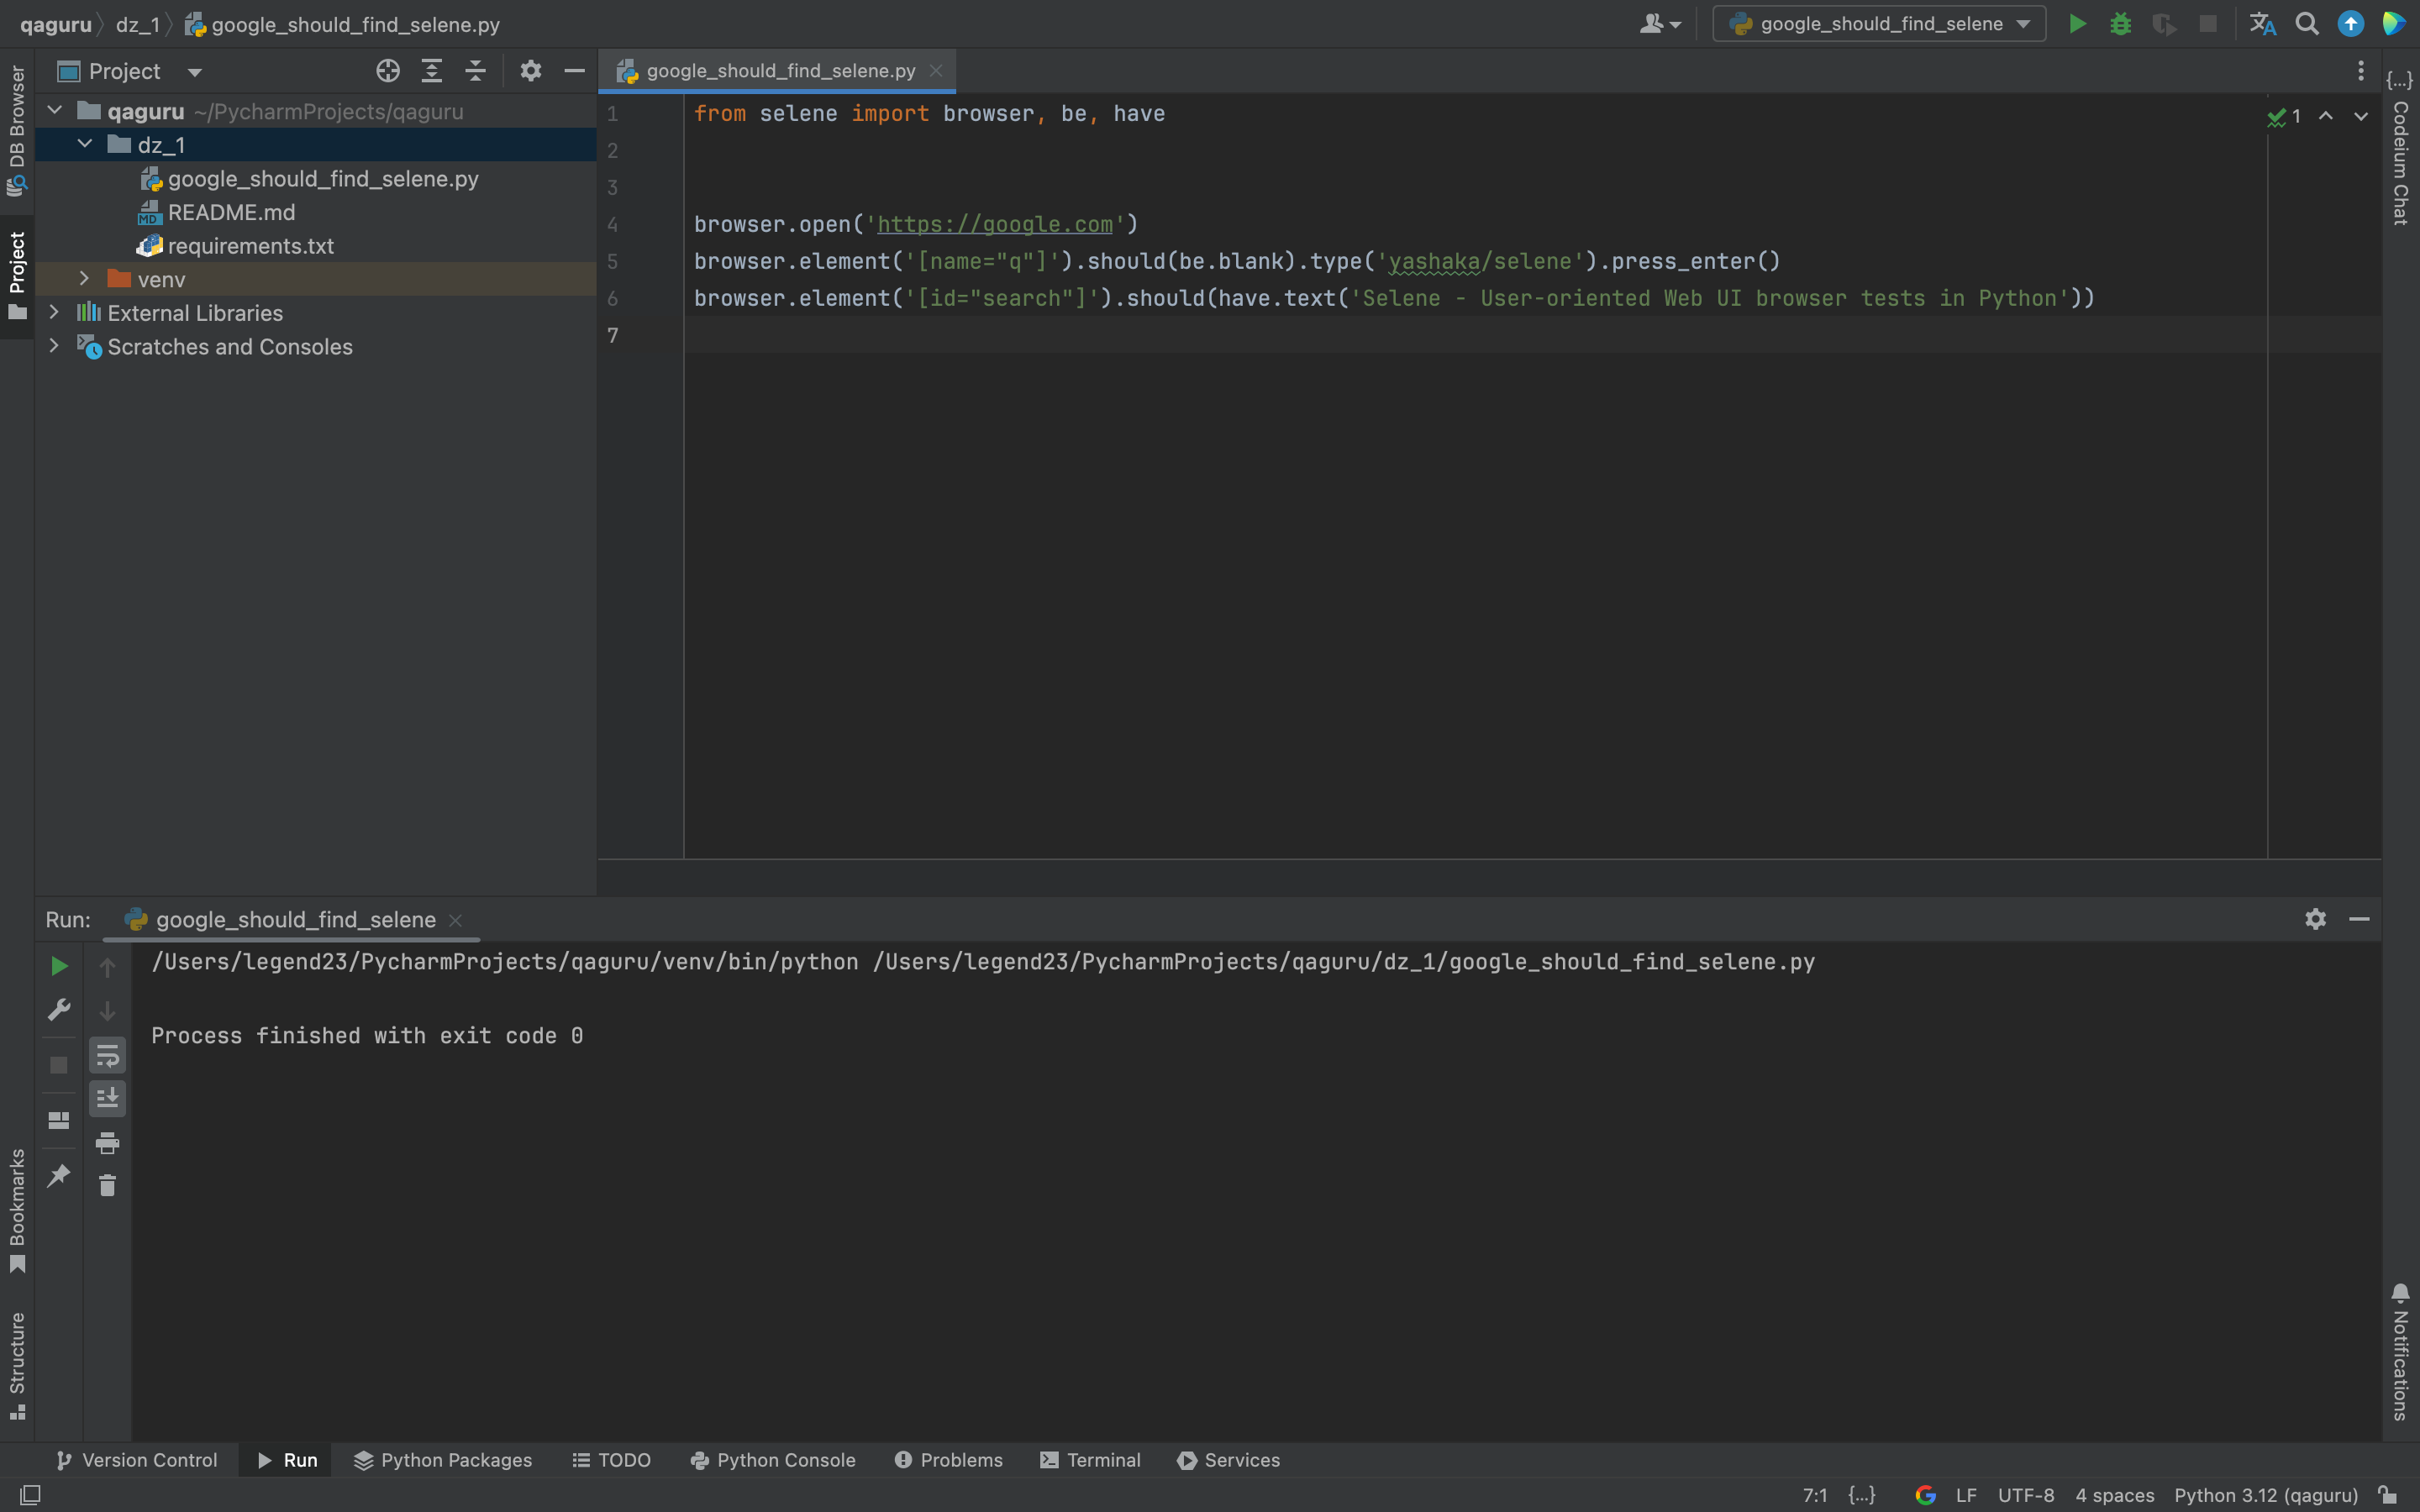 qaguru dz_1 google_should_find_selene.py
google_should_find_selene
Project
google_should_find_selene.py
DB Browser
Project
Bookmarks
Structure
qaguru ~/PycharmProjects/qaguru
dz_1
google_should_find_selene.py
MD README.md
requirements.txt
venv
External Libraries
Scratches and Consoles
1 from selene import browser, be, have
2
3
4 browser.open('https://google.com')
5 browser.element('[name="q"]').should(be.blank).type('yashaka/selene').press_enter()
6 browser.element('[id="search"]').should(have.text('Selene - User-oriented Web UI browser tests in Python'))
7
1
{...} Codeium Chat
Notifications
Run: google_should_find_selene
/Users/legend23/PycharmProjects/qaguru/venv/bin/python /Users/legend23/PycharmProjects/qaguru/dz_1/google_should_find_selene.py
Process finished with exit code 0
Version Control Run Python Packages TODO Python Console Problems Terminal Services
7:1 {...} G LF UTF-8 4 spaces Python 3.12 (qaguru)